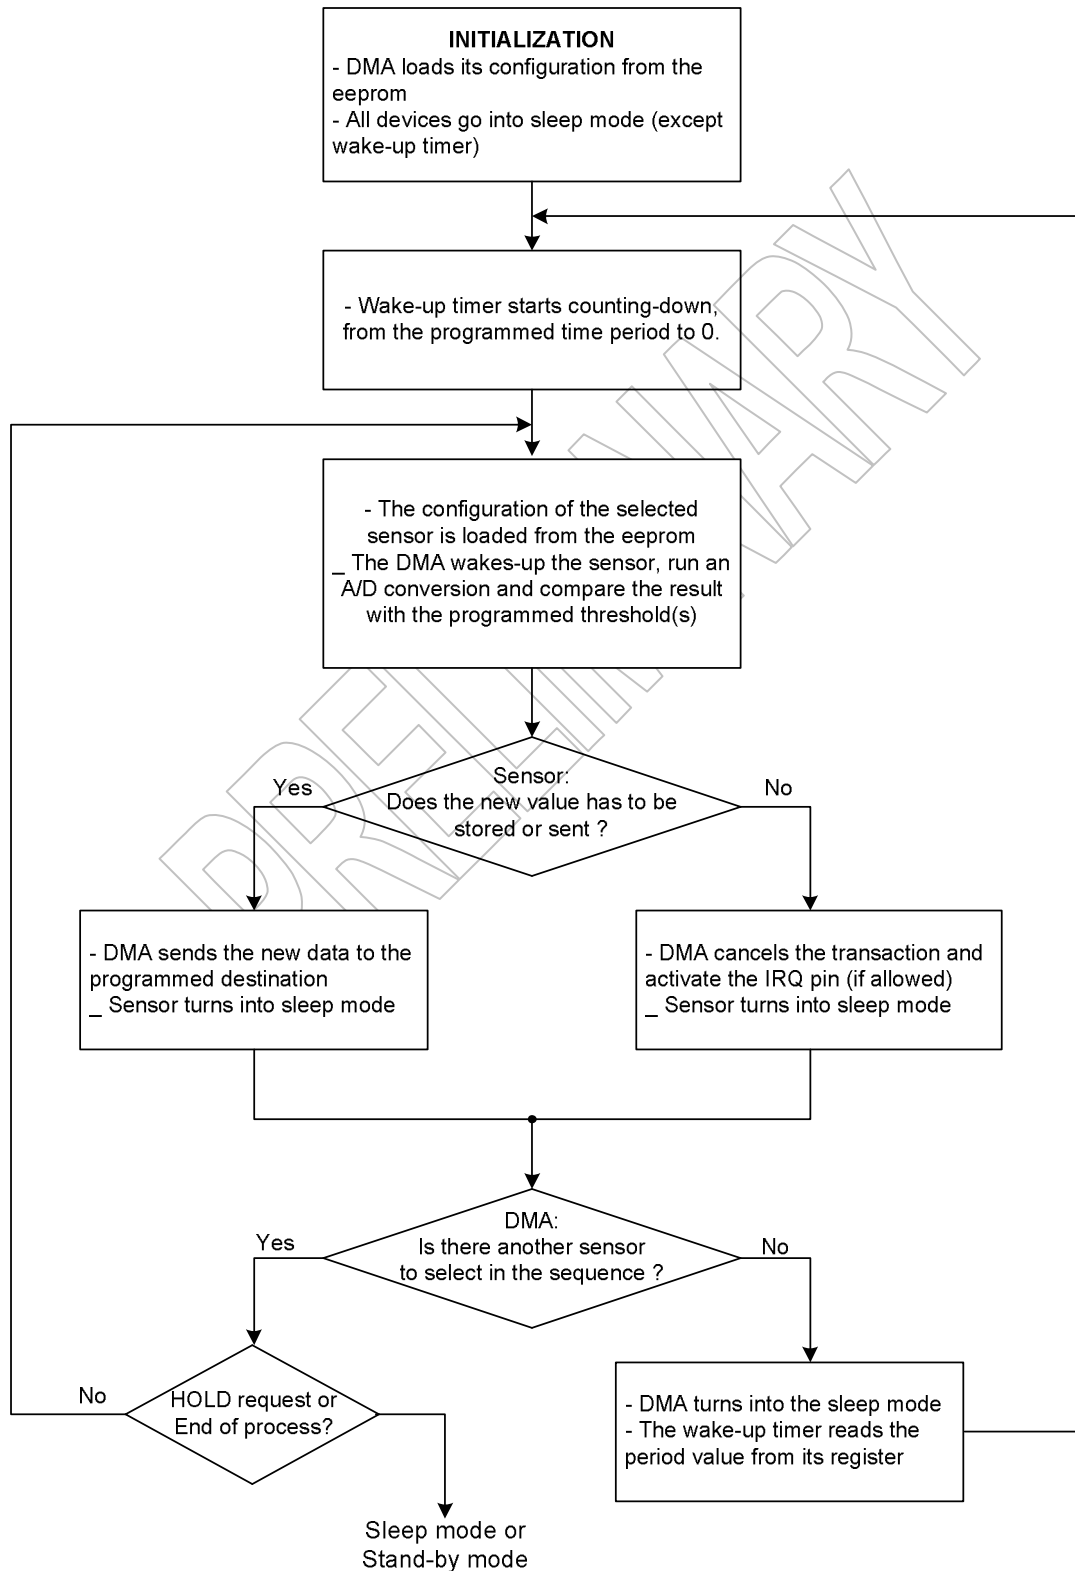 INITIALIZATION
- DMA loads its configuration from the
eeprom
- All devices go into sleep mode (except
wake-up timer)
- Wake-up timer starts counting-down,
from the programmed time period to 0.
- The configuration of the selected
sensor is loaded from the eeprom
_ The DMA wakes-up the sensor, run an
A/D conversion and compare the result
with the programmed threshold(s)
PRELIMINARY
Sensor:
Does the new value has to be
stored or sent ?
Yes
No
- DMA sends the new data to the
programmed destination
_ Sensor turns into sleep mode
- DMA cancels the transaction and
activate the IRQ pin (if allowed)
_ Sensor turns into sleep mode
DMA:
Is there another sensor
to select in the sequence ?
Yes
No
HOLD request or
End of process?
No
- DMA turns into the sleep mode
- The wake-up timer reads the
period value from its register
Sleep mode or
Stand-by mode